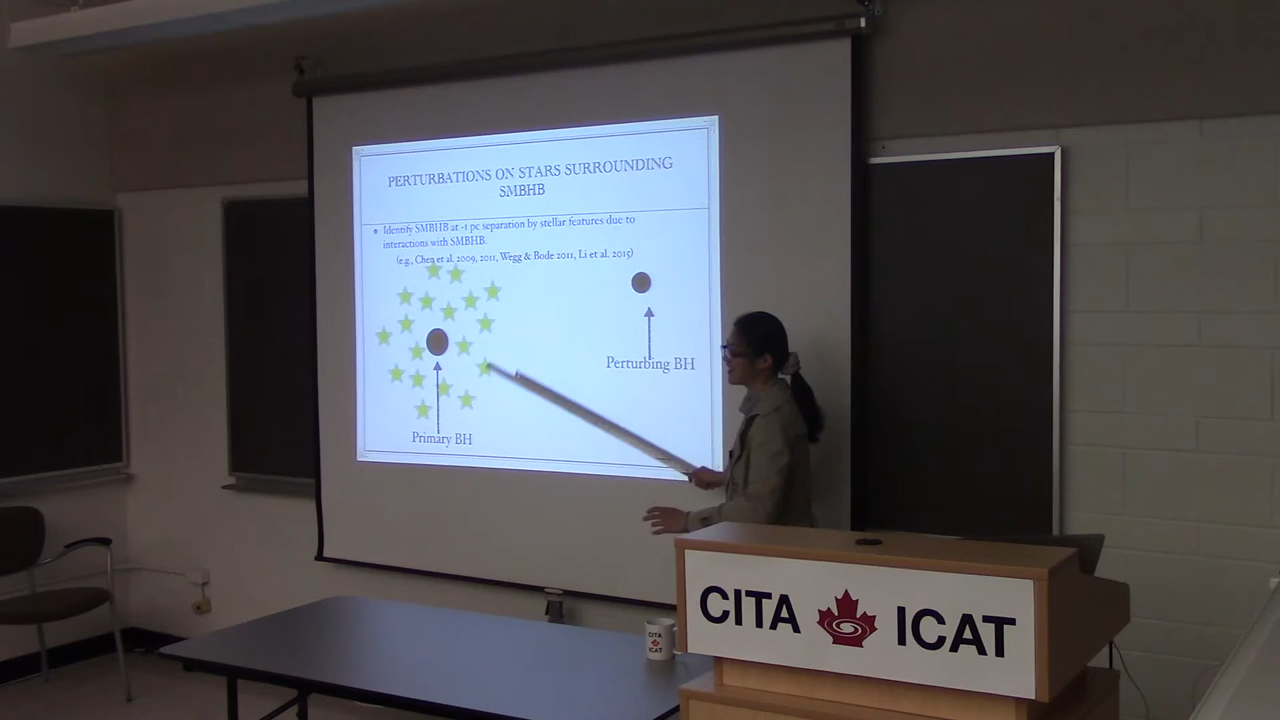 PERTURBATIONS ON STARS SURROUNDING
SMBHB
Identify SMBHB at ~1 pc separation by stellar features due to
interactions with SMBHB.
(e.g., Chen et al. 2009, 2011, Wegg & Bode 2011, Li et al. 2015)
Perturbing BH
Primary BH
CITA ICAT
CITA
ICAT